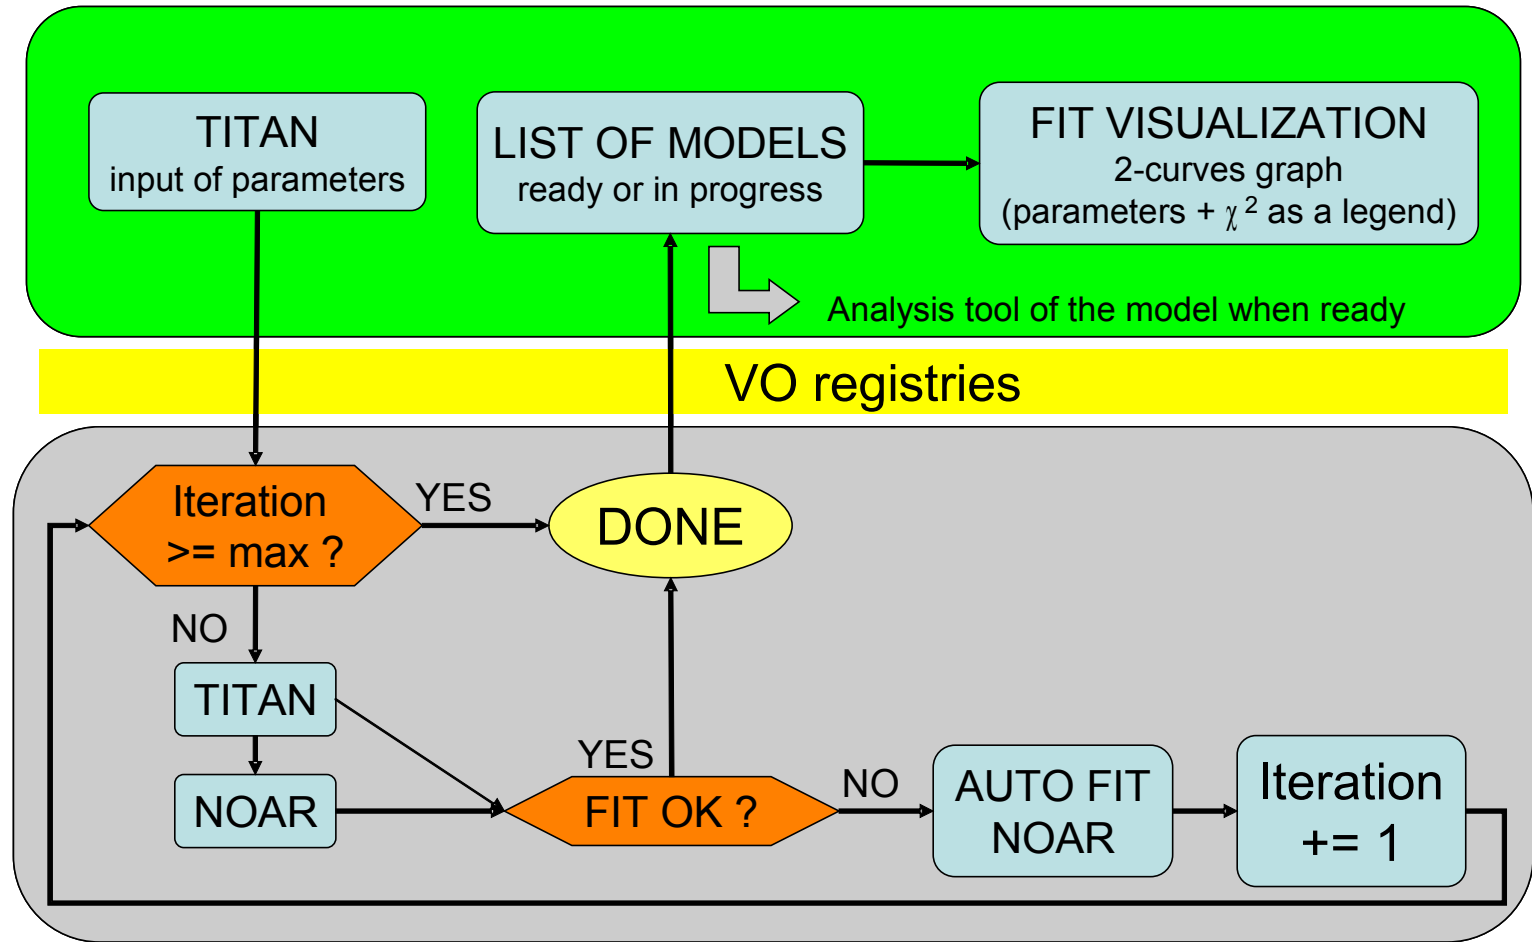 TITAN
input of parameters
LIST OF MODELS
ready or in progress
FIT VISUALIZATION
2-curves graph
(parameters + χ ² as a legend)
Analysis tool of the model when ready
VO registries
Iteration
>= max ?
YES
DONE
NO
TITAN
NOAR
YES
FIT OK ?
NO
AUTO FIT
NOAR
Iteration
+= 1